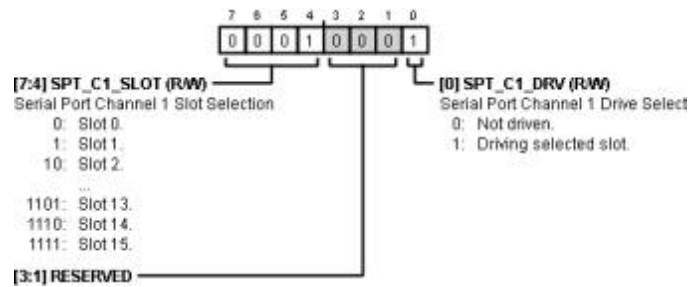 7 6 5 4 3 2 1 0
0 0 0 1 0 0 0 1
[7:4] SPT_C1_SLOT (R/W)
Serial Port Channel 1 Slot Selection
0: Slot 0.
1: Slot 1.
10: Slot 2.
...
1101: Slot 13.
1110: Slot 14.
1111: Slot 15.
[3:1] RESERVED
[0] SPT_C1_DRV (R/W)
Serial Port Channel 1 Drive Select
0: Not driven.
1: Driving selected slot.